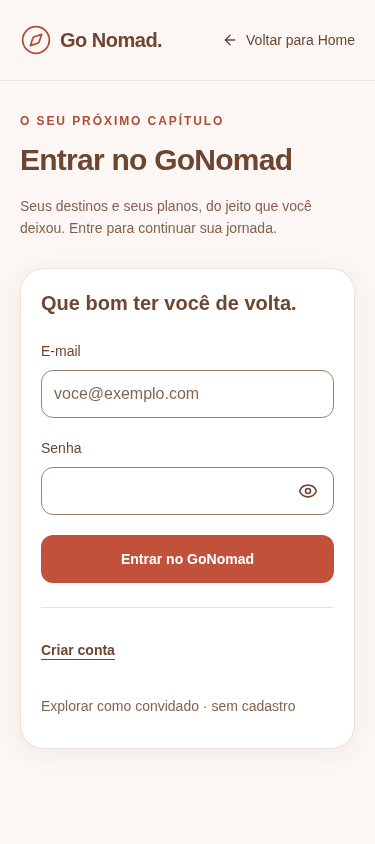 Go Nomad.
Voltar para Home
O SEU PRÓXIMO CAPÍTULO
Entrar no GoNomad
Seus destinos e seus planos, do jeito que você
deixou. Entre para continuar sua jornada.
Que bom ter você de volta.
E-mail
voce@exemplo.com
Senha
Entrar no GoNomad
Criar conta
Explorar como convidado · sem cadastro